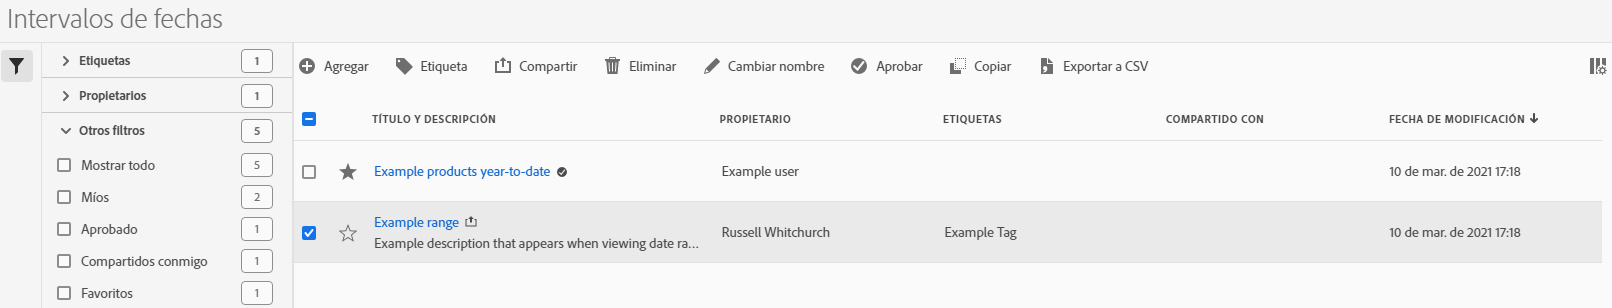 Intervalos de fechas
Etiquetas 1
Propietarios 1
Otros filtros 5
Mostrar todo 5
Míos 2
Aprobado 1
Compartidos conmigo 1
Favoritos 1
Agregar Etiqueta Compartir Eliminar Cambiar nombre Aprobar Copiar Exportar a CSV
TÍTULO Y DESCRIPCIÓN PROPIETARIO ETIQUETAS COMPARTIDO CON FECHA DE MODIFICACIÓN
Example products year-to-date Example user 10 de mar. de 2021 17:18
Example range
Example description that appears when viewing date ra... Russell Whitchurch Example Tag 10 de mar. de 2021 17:18